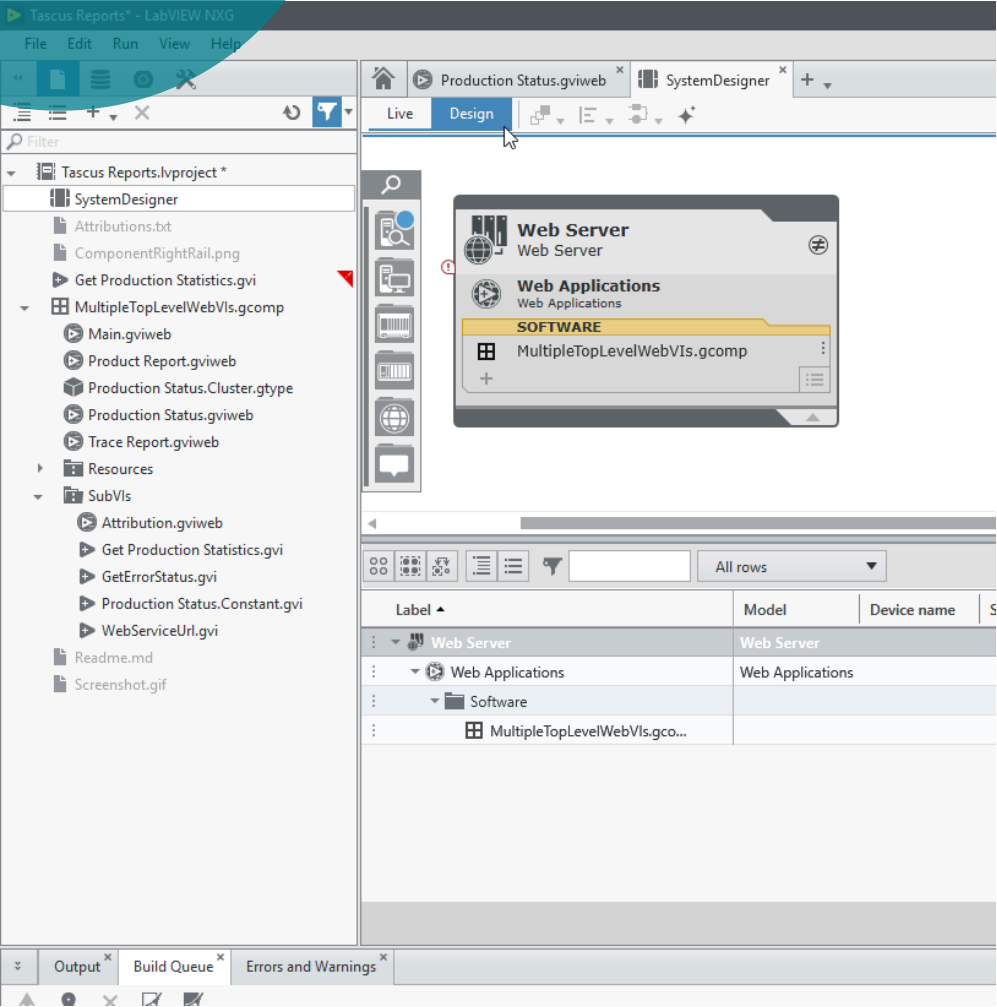 Tascus Reports* - LabVIEW NXG
File Edit Run View Help
Production Status.gviweb
SystemDesigner
Live Design
Filter
Tascus Reports.lvproject *
SystemDesigner
Attributions.txt
ComponentRightRail.png
Get Production Statistics.gvi
MultipleTopLevelWebVIs.gcomp
Main.gviweb
Product Report.gviweb
Production Status.Cluster.gtype
Production Status.gviweb
Trace Report.gviweb
Resources
SubVIs
Attribution.gviweb
Get Production Statistics.gvi
GetErrorStatus.gvi
Production Status.Constant.gvi
WebServiceUrl.gvi
Readme.md
Screenshot.gif
Web Server
Web Server
Web Applications
Web Applications
SOFTWARE
MultipleTopLevelWebVIs.gcomp
All rows
Label Model Device name S
Web Server Web Server
Web Applications Web Applications
Software
MultipleTopLevelWebVIs.gco...
Output Build Queue Errors and Warnings